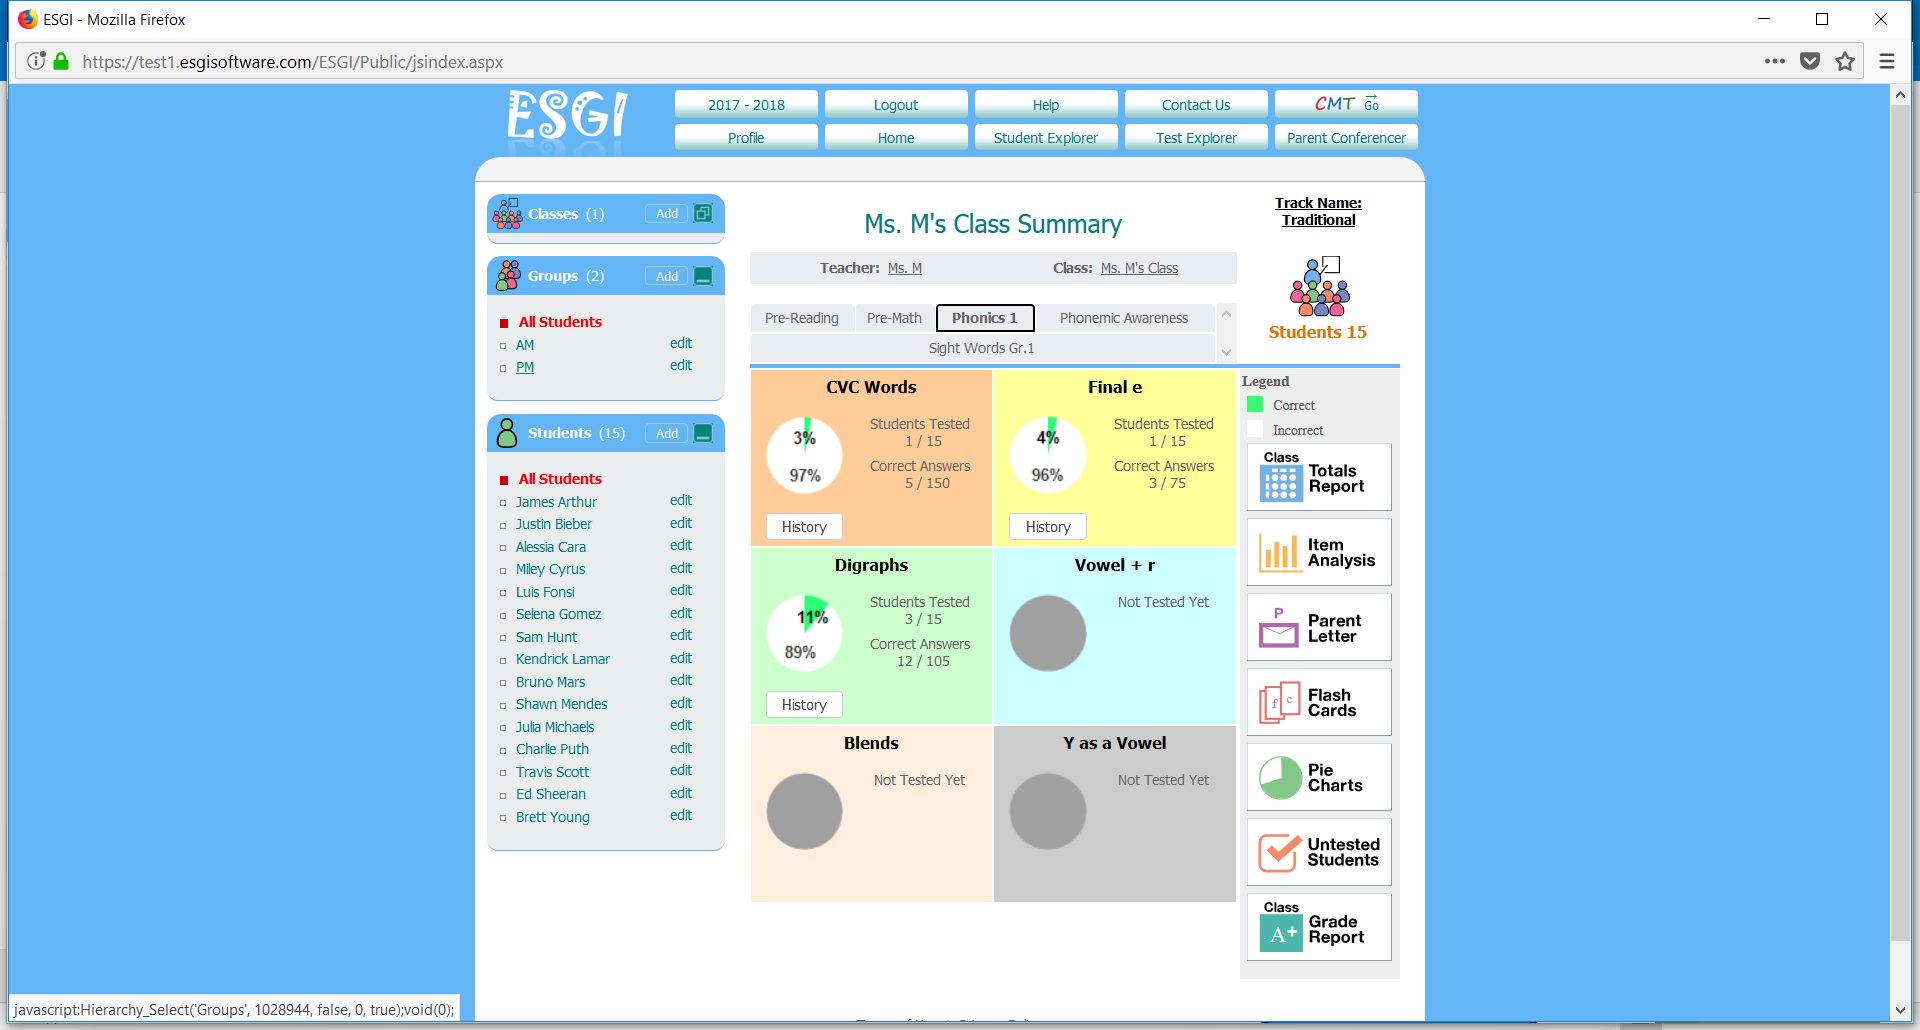 ESGI - Mozilla Firefox
https://test1.esgisoftware.com/ESGI/Public/jsindex.aspx
ESGI
2017 - 2018
Logout
Help
Contact Us
CMT Go
Profile
Home
Student Explorer
Test Explorer
Parent Conferencer
Classes (1)
Add
Groups (2)
Add
All Students
AM edit
PM edit
Students (15)
Add
All Students
James Arthur edit
Justin Bieber edit
Alessia Cara edit
Miley Cyrus edit
Luis Fonsi edit
Selena Gomez edit
Sam Hunt edit
Kendrick Lamar edit
Bruno Mars edit
Shawn Mendes edit
Julia Michaels edit
Charlie Puth edit
Travis Scott edit
Ed Sheeran edit
Brett Young edit
Ms. M's Class Summary
Teacher: Ms. M
Class: Ms. M's Class
Track Name:
Traditional
Students 15
Pre-Reading
Pre-Math
Phonics 1
Phonemic Awareness
Sight Words Gr.1
CVC Words
3%
97%
Students Tested
1 / 15
Correct Answers
5 / 150
History
Final e
4%
96%
Students Tested
1 / 15
Correct Answers
3 / 75
History
Digraphs
11%
89%
Students Tested
3 / 15
Correct Answers
12 / 105
History
Vowel + r
Not Tested Yet
Blends
Not Tested Yet
Y as a Vowel
Not Tested Yet
Legend
Correct
Incorrect
Class
Totals
Report
Item
Analysis
P
Parent
Letter
f c
Flash
Cards
Pie
Charts
Untested
Students
Class
A+
Grade
Report
javascript:Hierarchy_Select('Groups', 1028944, false, 0, true);void(0);